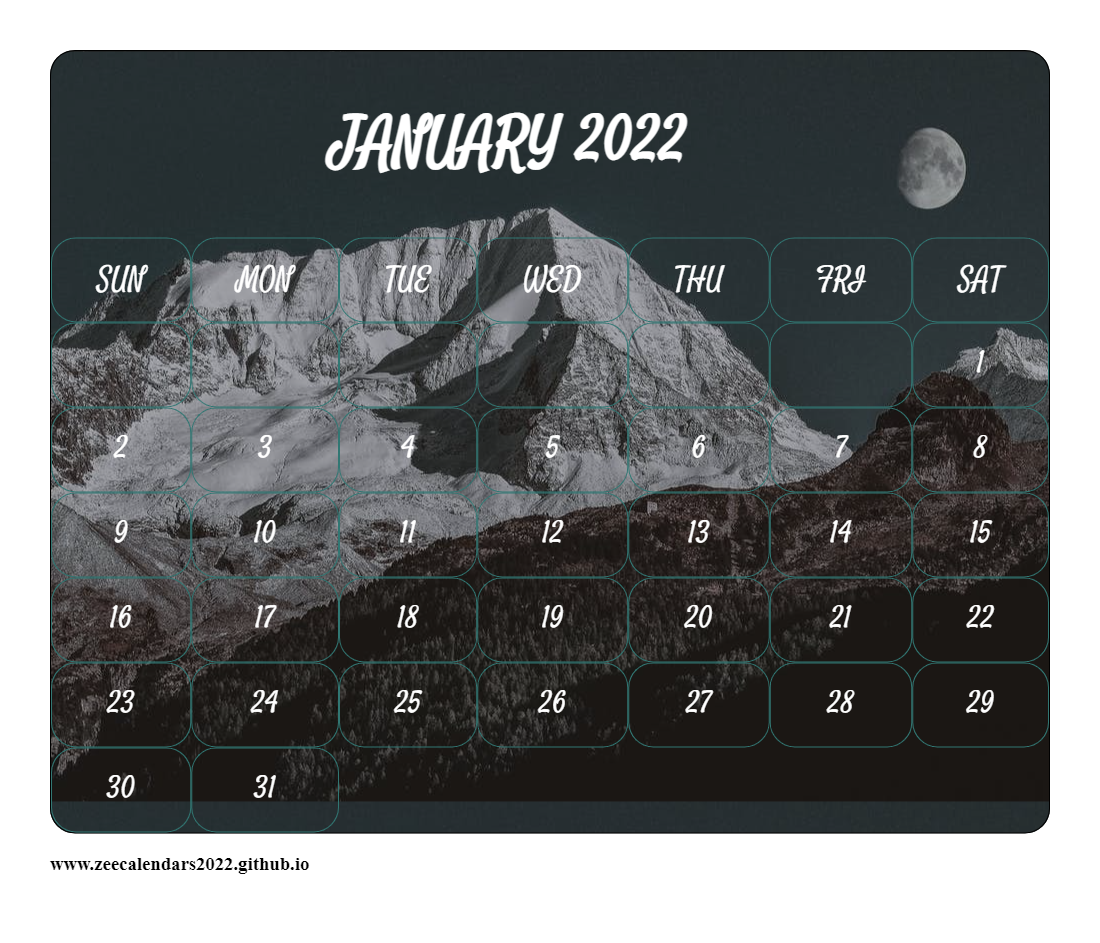 JANUARY 2022
SUN MON TUE WED THU FRI SAT
1
2 3 4 5 6 7 8
9 10 11 12 13 14 15
16 17 18 19 20 21 22
23 24 25 26 27 28 29
30 31
www.zeecalendars2022.github.io